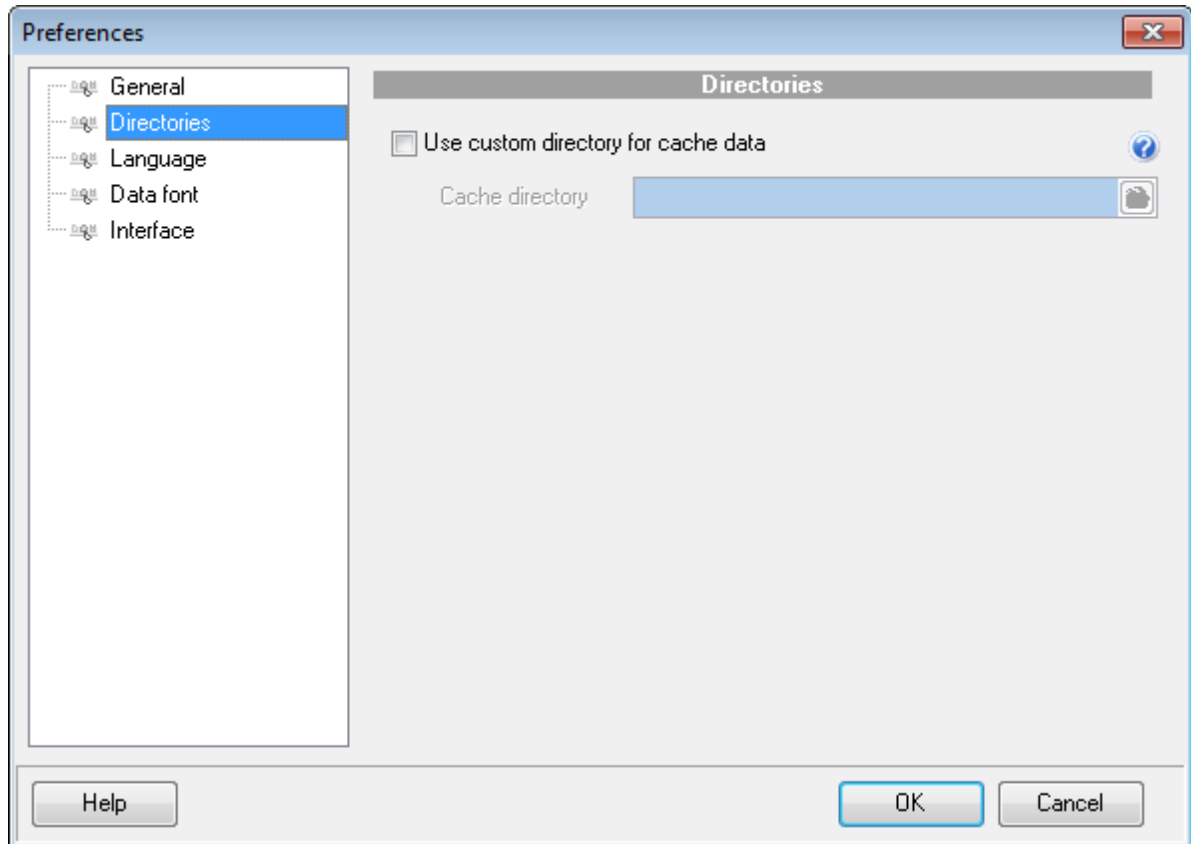 Preferences
General
Directories
Language
Data font
Interface
Directories
Use custom directory for cache data
Cache directory
Help
OK
Cancel